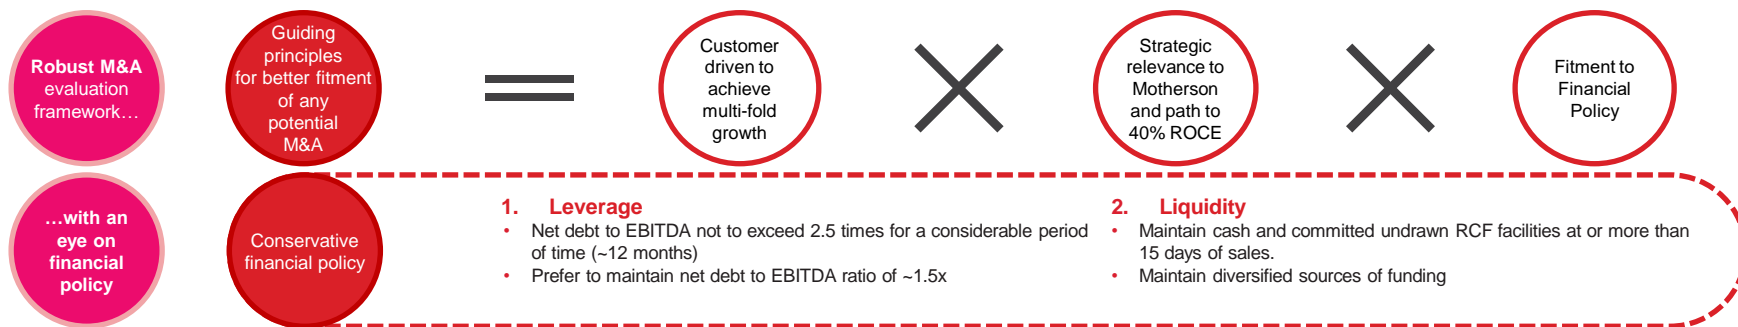 Robust M&A
evaluation
framework…
Guiding
principles
for better fitment
of any
potential
M&A
Customer
driven to
achieve
multi-fold
growth
Strategic
relevance to
Motherson
and path to
40% ROCE
Fitment to
Financial
Policy
…with an
eye on
financial
policy
Conservative
financial policy
1. Leverage
• Net debt to EBITDA not to exceed 2.5 times for a considerable period
of time (~12 months)
• Prefer to maintain net debt to EBITDA ratio of ~1.5x
2. Liquidity
• Maintain cash and committed undrawn RCF facilities at or more than
15 days of sales.
• Maintain diversified sources of funding